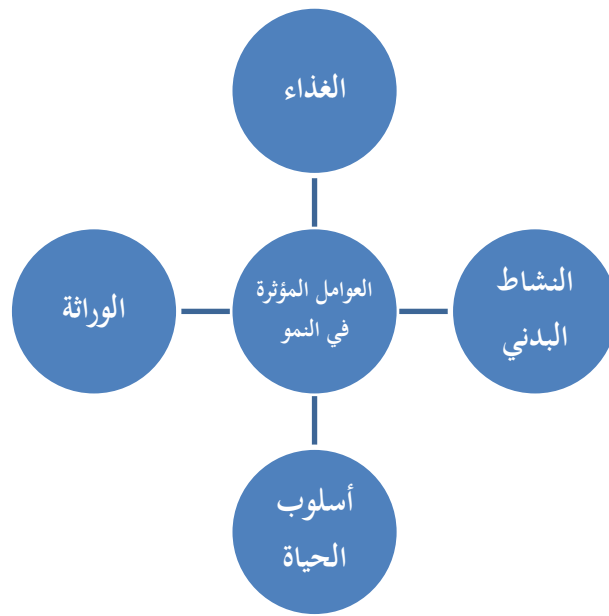 الغذاء
النشاط
البدني
العوامل المؤثرة
في النمو
الوراثة
أسلوب
الحياة